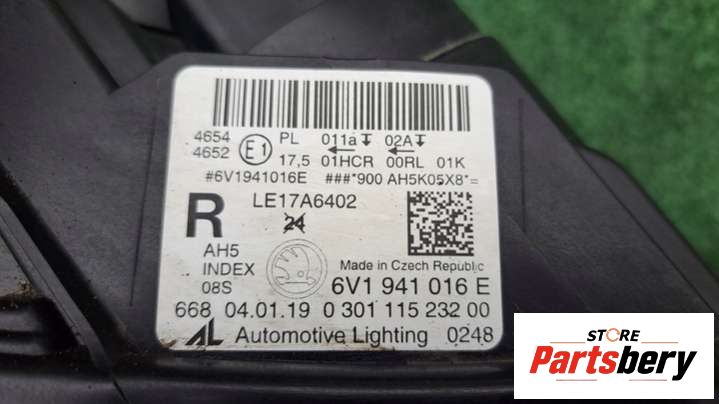 4654
4652
E1
PL 011a 02A
17,5 01HCR 00RL 01K
#6V1941016E ###*900 AH5K05X8*=
R
LE17A6402
24
AH5
INDEX
08S
Made in Czech Republic
6V1 941 016 E
668 04.01.19 0 301 115 232 00
AL Automotive Lighting 0248
STORE
Partsbery